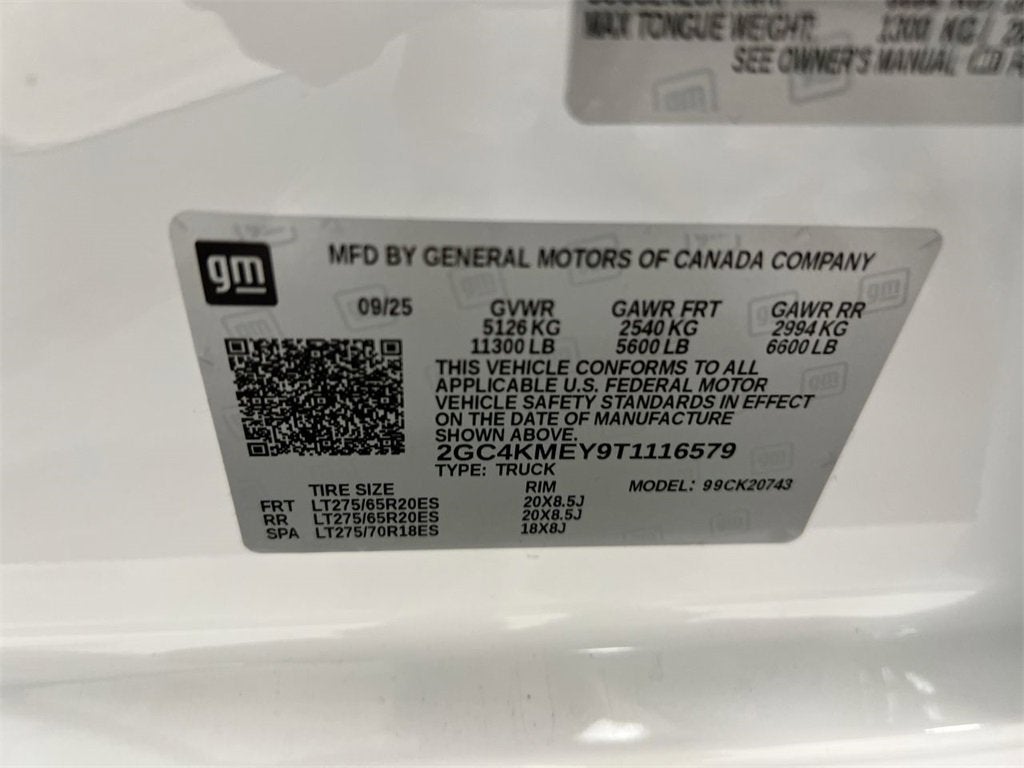 MAX TONGUE WEIGHT:
SEE OWNER'S MANUAL
gm
MFD BY GENERAL MOTORS OF CANADA COMPANY
09/25 GVWR GAWR FRT GAWR RR
5126 KG 2540 KG 2994 KG
11300 LB 5600 LB 6600 LB
THIS VEHICLE CONFORMS TO ALL
APPLICABLE U.S. FEDERAL MOTOR
VEHICLE SAFETY STANDARDS IN EFFECT
ON THE DATE OF MANUFACTURE
SHOWN ABOVE.
2GC4KMEY9T1116579
TYPE: TRUCK
MODEL: 99CK20743
TIRE SIZE RIM
FRT LT275/65R20ES 20X8.5J
RR LT275/65R20ES 20X8.5J
SPA LT275/70R18ES 18X8J